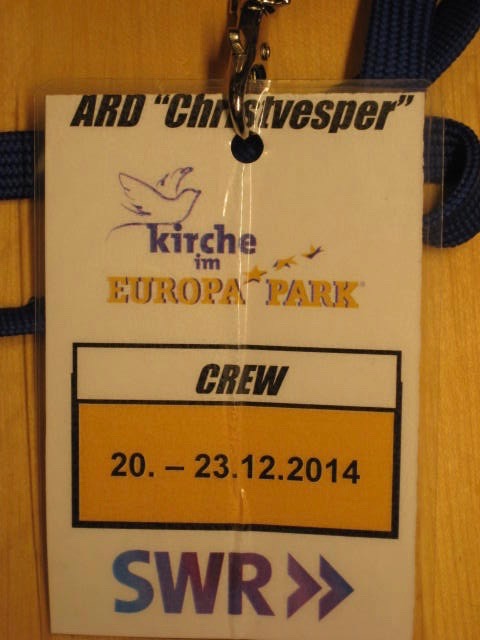 ARD "Christvesper"
kirche
im
EUROPA PARK
CREW
20. – 23.12.2014
SWR